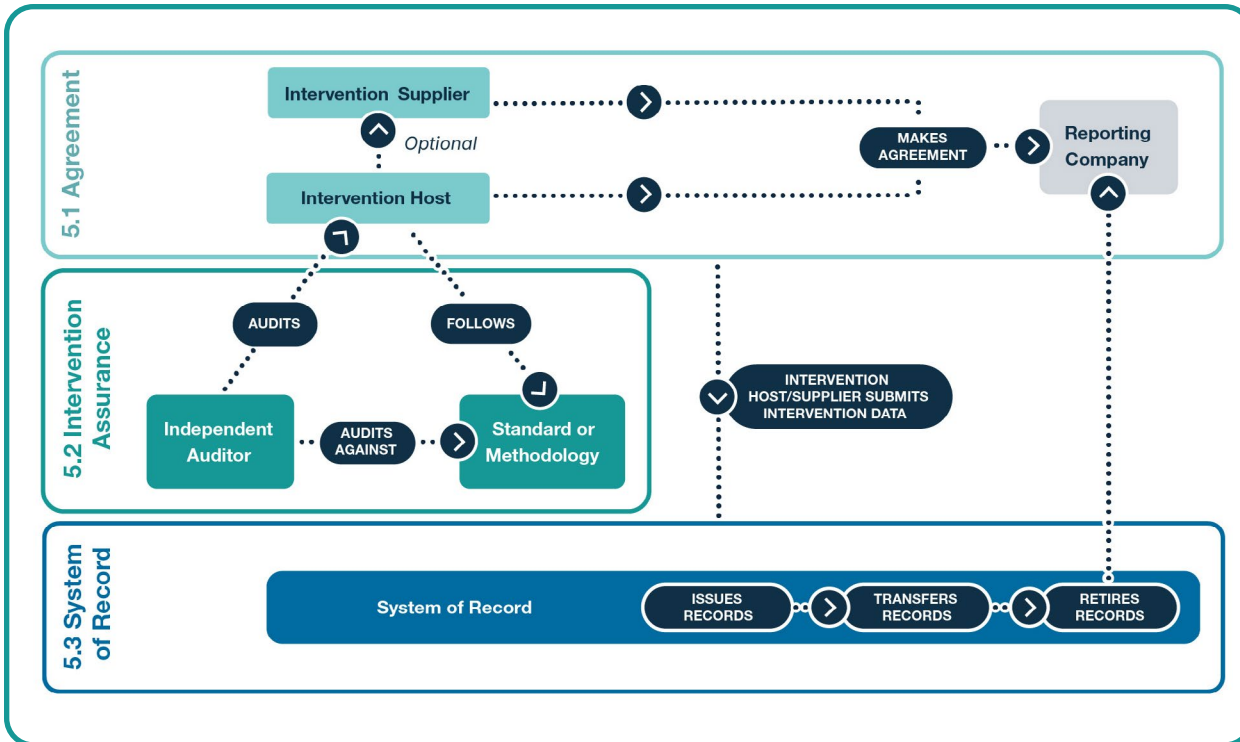 5.1 Agreement
Intervention Supplier
Optional
Intervention Host
MAKES
AGREEMENT
Reporting
Company
5.2 Intervention
Assurance
AUDITS
FOLLOWS
Independent
Auditor
AUDITS
AGAINST
Standard or
Methodology
INTERVENTION
HOST/SUPPLIER SUBMITS
INTERVENTION DATA
5.3 System
of Record
System of Record
ISSUES
RECORDS
TRANSFERS
RECORDS
RETIRES
RECORDS